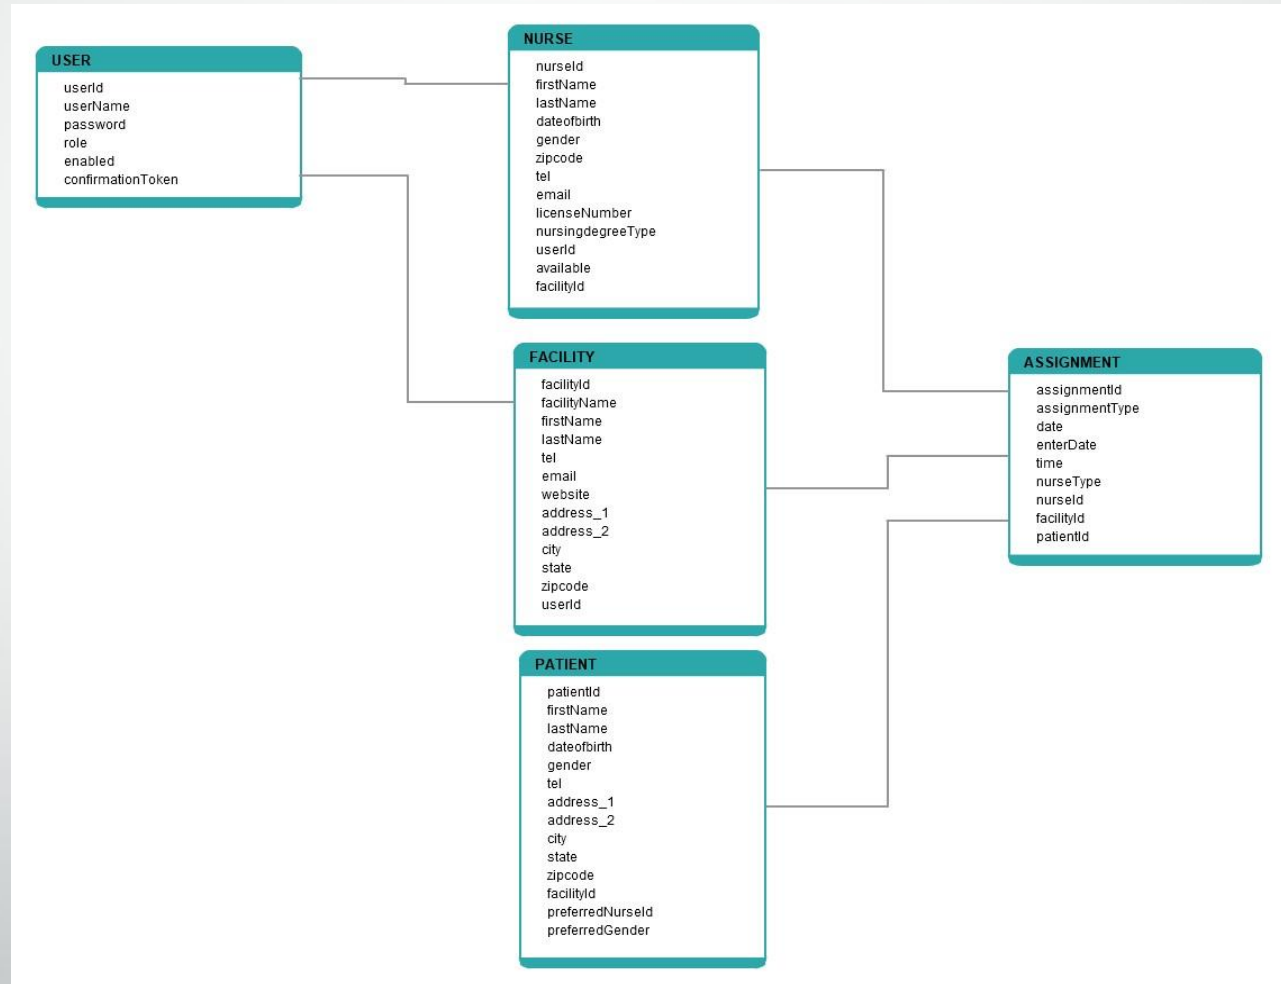 USER
userId
userName
password
role
enabled
confirmationToken
NURSE
nurseId
firstName
lastName
dateofbirth
gender
zipcode
tel
email
licenseNumber
nursingdegreeType
userId
available
facilityId
FACILITY
facilityId
facilityName
firstName
lastName
tel
email
website
address_1
address_2
city
state
zipcode
userId
PATIENT
patientId
firstName
lastName
dateofbirth
gender
tel
address_1
address_2
city
state
zipcode
facilityId
preferredNurseId
preferredGender
ASSIGNMENT
assignmentId
assignmentType
date
enterDate
time
nurseType
nurseId
facilityId
patientId